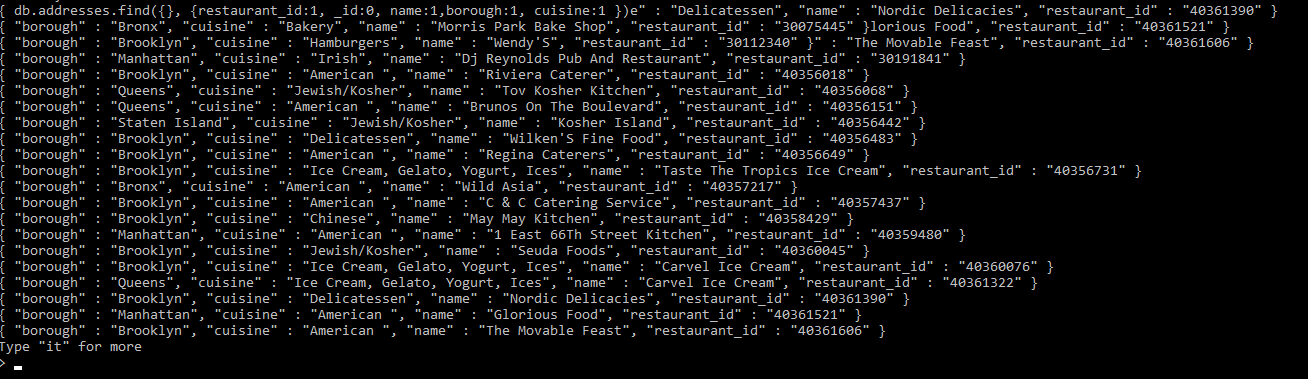 { db.addresses.find({}, {restaurant_id:1, _id:0, name:1,borough:1, cuisine:1 })e" : "Delicatessen", "name" : "Nordic Delicacies", "restaurant_id" : "40361390" }
{ "borough" : "Bronx", "cuisine" : "Bakery", "name" : "Morris Park Bake Shop", "restaurant_id" : "30075445" }lorious Food", "restaurant_id" : "40361521" }
{ "borough" : "Brooklyn", "cuisine" : "Hamburgers", "name" : "Wendy'S", "restaurant_id" : "30112340" }" : "The Movable Feast", "restaurant_id" : "40361606" }
{ "borough" : "Manhattan", "cuisine" : "Irish", "name" : "Dj Reynolds Pub And Restaurant", "restaurant_id" : "30191841" }
{ "borough" : "Brooklyn", "cuisine" : "American ", "name" : "Riviera Caterer", "restaurant_id" : "40356018" }
{ "borough" : "Queens", "cuisine" : "Jewish/Kosher", "name" : "Tov Kosher Kitchen", "restaurant_id" : "40356068" }
{ "borough" : "Queens", "cuisine" : "American ", "name" : "Brunos On The Boulevard", "restaurant_id" : "40356151" }
{ "borough" : "Staten Island", "cuisine" : "Jewish/Kosher", "name" : "Kosher Island", "restaurant_id" : "40356442" }
{ "borough" : "Brooklyn", "cuisine" : "Delicatessen", "name" : "Wilken'S Fine Food", "restaurant_id" : "40356483" }
{ "borough" : "Brooklyn", "cuisine" : "American ", "name" : "Regina Caterers", "restaurant_id" : "40356649" }
{ "borough" : "Brooklyn", "cuisine" : "Ice Cream, Gelato, Yogurt, Ices", "name" : "Taste The Tropics Ice Cream", "restaurant_id" : "40356731" }
{ "borough" : "Bronx", "cuisine" : "American ", "name" : "Wild Asia", "restaurant_id" : "40357217" }
{ "borough" : "Brooklyn", "cuisine" : "American ", "name" : "C & C Catering Service", "restaurant_id" : "40357437" }
{ "borough" : "Brooklyn", "cuisine" : "Chinese", "name" : "May May Kitchen", "restaurant_id" : "40358429" }
{ "borough" : "Manhattan", "cuisine" : "American ", "name" : "1 East 66Th Street Kitchen", "restaurant_id" : "40359480" }
{ "borough" : "Brooklyn", "cuisine" : "Jewish/Kosher", "name" : "Seuda Foods", "restaurant_id" : "40360045" }
{ "borough" : "Brooklyn", "cuisine" : "Ice Cream, Gelato, Yogurt, Ices", "name" : "Carvel Ice Cream", "restaurant_id" : "40360076" }
{ "borough" : "Queens", "cuisine" : "Ice Cream, Gelato, Yogurt, Ices", "name" : "Carvel Ice Cream", "restaurant_id" : "40361322" }
{ "borough" : "Brooklyn", "cuisine" : "Delicatessen", "name" : "Nordic Delicacies", "restaurant_id" : "40361390" }
{ "borough" : "Manhattan", "cuisine" : "American ", "name" : "Glorious Food", "restaurant_id" : "40361521" }
{ "borough" : "Brooklyn", "cuisine" : "American ", "name" : "The Movable Feast", "restaurant_id" : "40361606" }
Type "it" for more
>